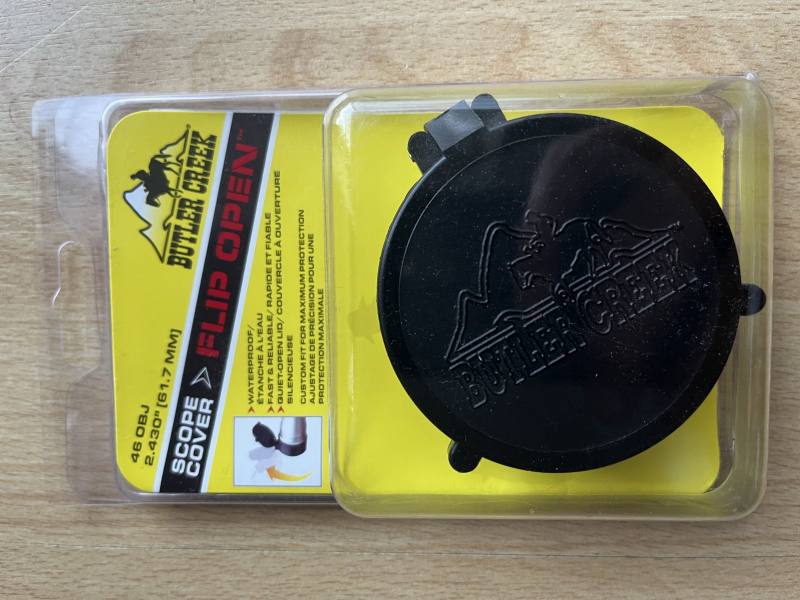 BUTLER CREEK®
46 OBJ
2.430" [61.7 MM]
SCOPE
COVER > FLIP OPEN™
> WATERPROOF/
ÉTANCHE À L'EAU
> FAST & RELIABLE/ RAPIDE ET FIABLE
> QUIET-OPEN LID/ COUVERCLE À OUVERTURE
SILENCIEUSE
CUSTOM FIT FOR MAXIMUM PROTECTION
AJUSTAGE DE PRÉCISION POUR UNE
PROTECTION MAXIMALE
BUTLER CREEK®